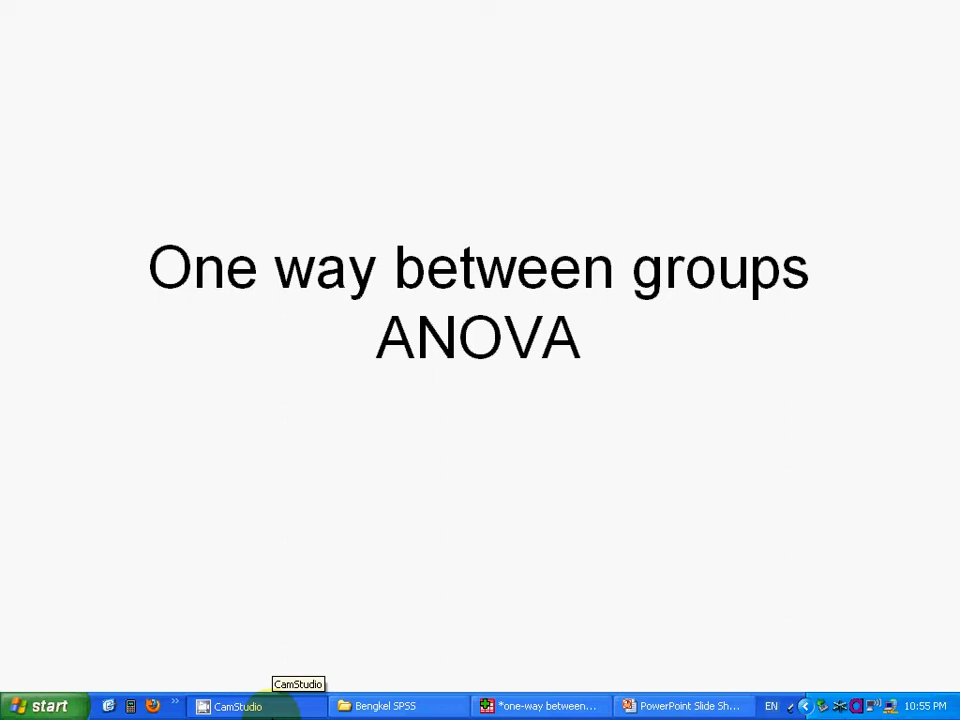 One way between groups
ANOVA
CamStudio
start
CamStudio
Bengkel SPSS
*one-way between...
PowerPoint Slide Sh...
EN
10:55 PM